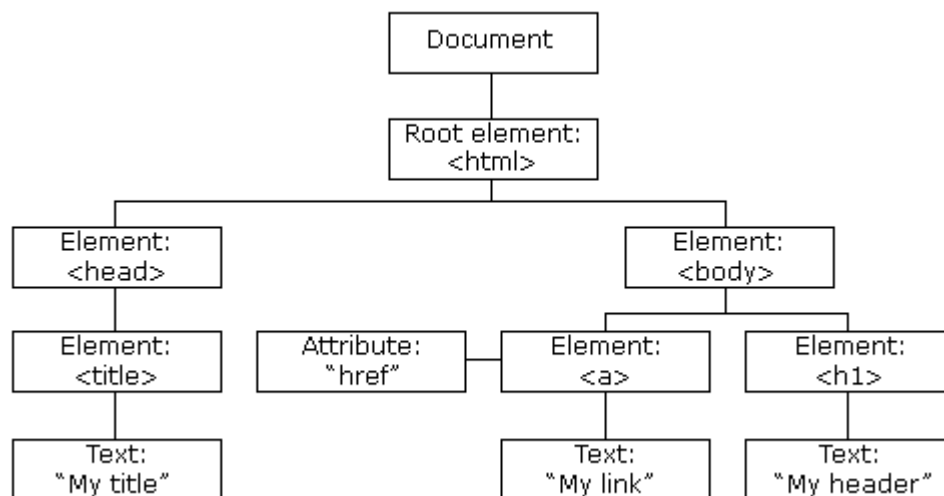 Document
Root element:
<html>
Element:
<head>
Element:
<body>
Element:
<title>
Attribute:
“href”
Element:
<a>
Element:
<h1>
Text:
“My title”
Text:
“My link”
Text:
“My header”